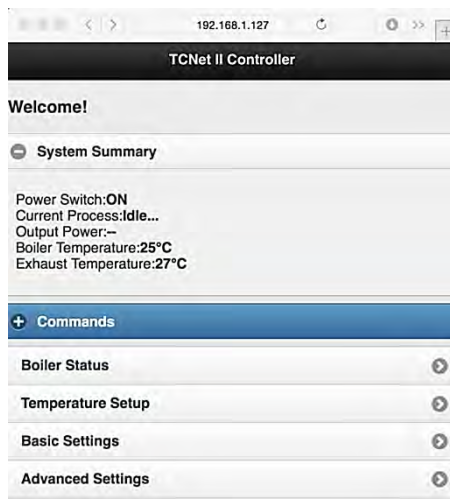 192.168.1.127
TCNet II Controller
Welcome!
System Summary
Power Switch:ON
Current Process:Idle...
Output Power:--
Boiler Temperature:25°C
Exhaust Temperature:27°C
Commands
Boiler Status
Temperature Setup
Basic Settings
Advanced Settings